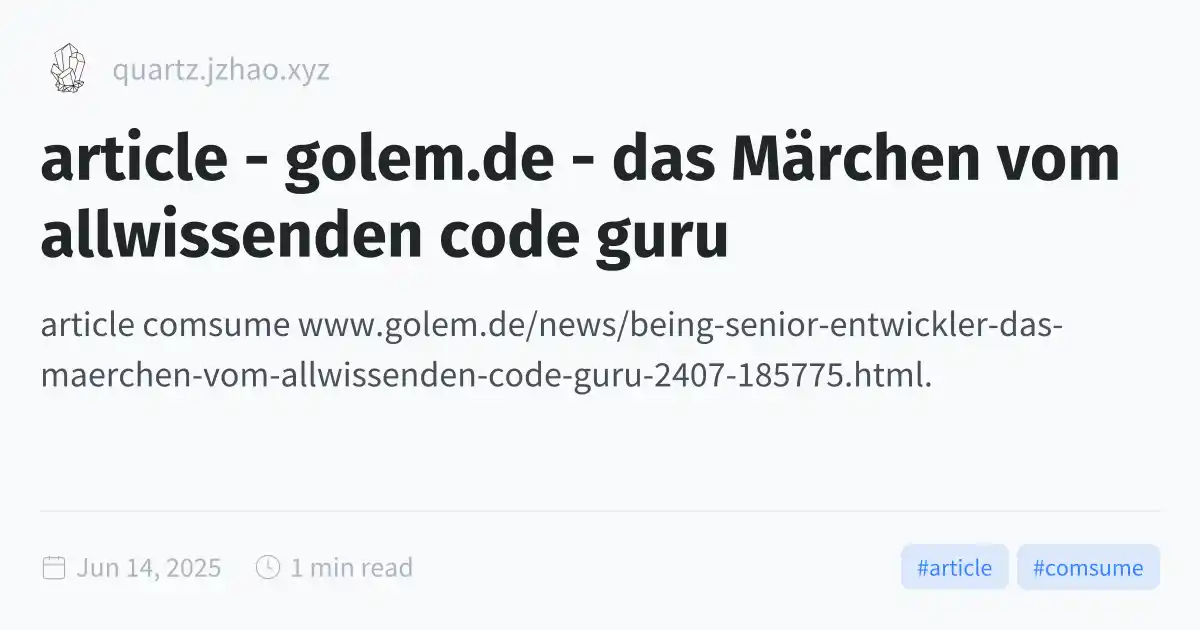 quartz.jzhao.xyz
article - golem.de - das Märchen vom
allwissenden code guru
article comsume www.golem.de/news/being-senior-entwickler-das-
maerchen-vom-allwissenden-code-guru-2407-185775.html.
Jun 14, 2025 1 min read #article #comsume